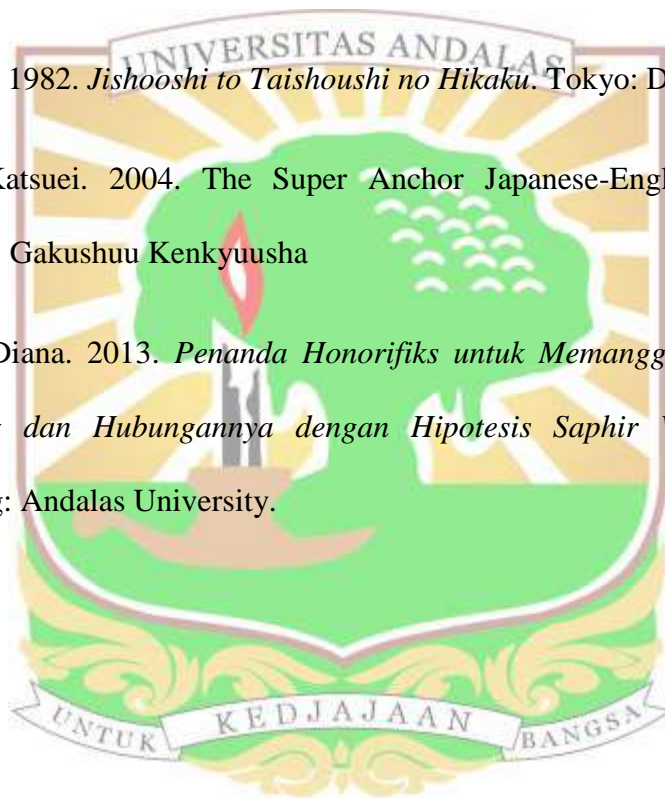 UNIVERSITAS ANDALAS
1982. Jishooshi to Taishoushi no Hikaku. Tokyo: D
Katsuei. 2004. The Super Anchor Japanese-Engl
Gakushuu Kenkyuusha
Diana. 2013. Penanda Honorifiks untuk Memangg
dan Hubungannya dengan Hipotesis Saphir
g: Andalas University.
UNTUK KEDJAJAAN BANGSA